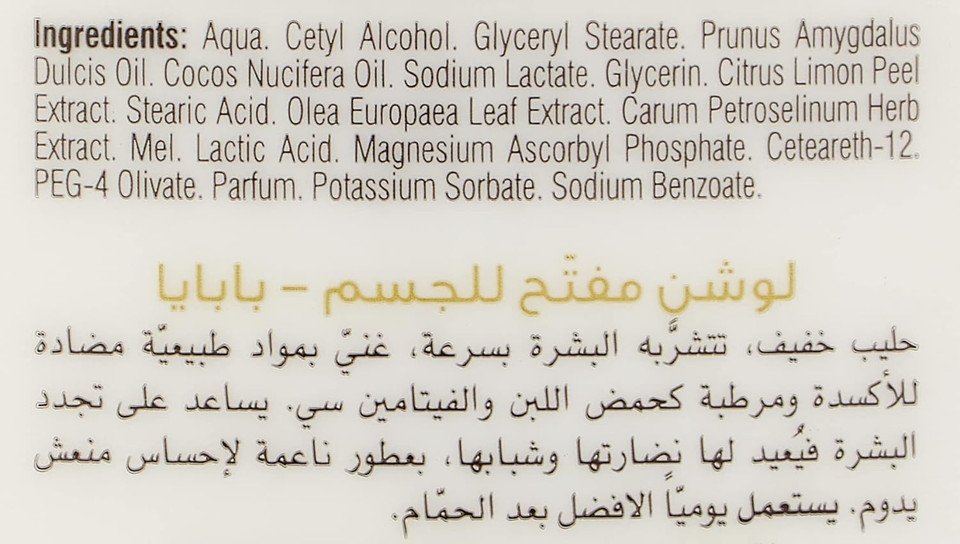 Ingredients: Aqua. Cetyl Alcohol. Glyceryl Stearate. Prunus Amygdalus
Dulcis Oil. Cocos Nucifera Oil. Sodium Lactate. Glycerin. Citrus Limon Peel
Extract. Stearic Acid. Olea Europaea Leaf Extract. Carum Petroselinum Herb
Extract. Mel. Lactic Acid. Magnesium Ascorbyl Phosphate. Ceteareth-12.
PEG-4 Olivate. Parfum. Potassium Sorbate. Sodium Benzoate.
لوشن مفتّح للجسم – بابايا
حليب خفيف، تتشرَّبه البشرة بسرعة، غنيّ بمواد طبيعيّة مضادة
للأكسدة ومرطبة كحمض اللبن والفيتامين سي. يساعد على تجدد
البشرة فيُعيد لها نضارتها وشبابها، بعطور ناعمة لإحساس منعش
يدوم. يستعمل يوميّاً الافضل بعد الحمّام.